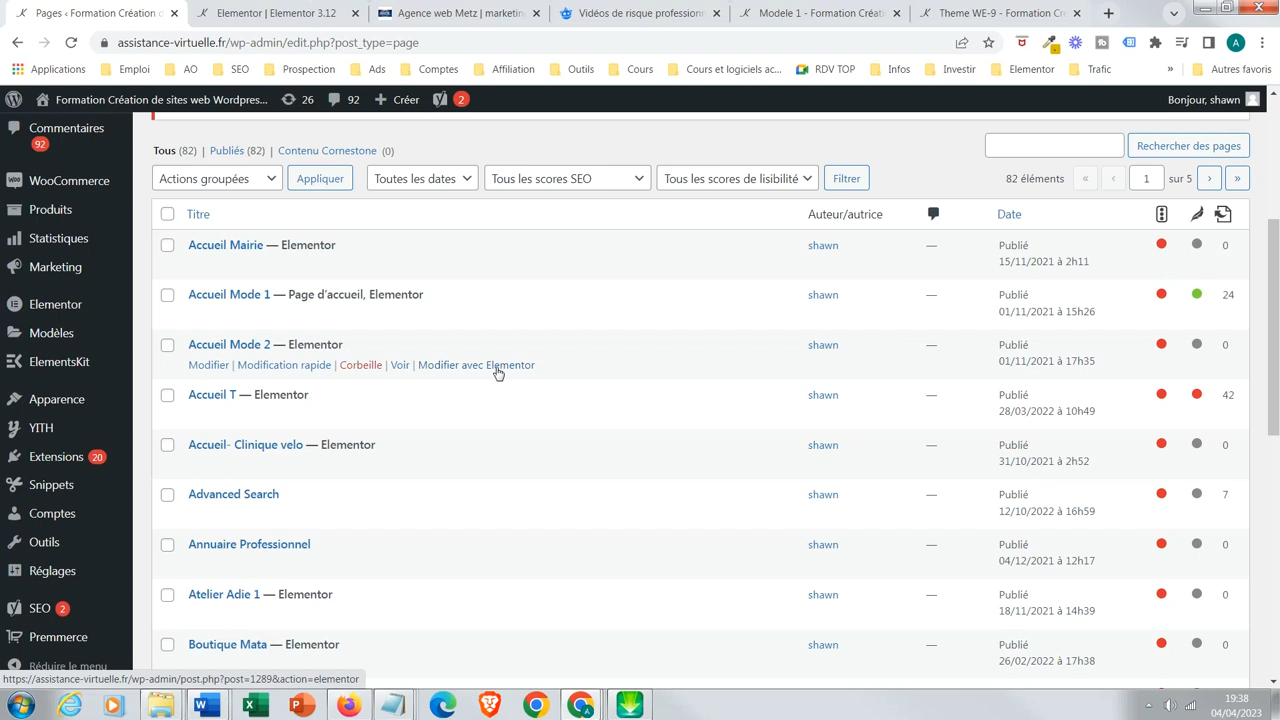 Pages ‹ Formation Création d
Elementor | Elementor 3.12
Agence web Metz | marketin
Vidéos de risque profession
Modele 1 - Formation Créati
Theme WES - Formation Cr
assistance-virtuelle.fr/wp-admin/edit.php?post_type=page
A
Applications
Emploi
AO
SEO
Prospection
Ads
Comptes
Affiliation
Outils
Cours
Cours et logiciels ac...
RDV TOP
Infos
Investir
Elementor
Trafic
»
Autres favoris
Formation Création de sites web Wordpres...
26
92
Créer
2
Bonjour, shawn
Commentaires
92
WooCommerce
Produits
Statistiques
Marketing
Elementor
Modèles
ElementsKit
Apparence
YITH
Extensions 20
Snippets
Comptes
Outils
Réglages
SEO 2
Premmerce
Réduire le menu
Tous (82) | Publiés (82) | Contenu Cornestone (0)
Rechercher des pages
Actions groupées
Appliquer
Toutes les dates
Tous les scores SEO
Tous les scores de lisibilité
Filtrer
82 éléments
«
‹
1
sur 5
›
»
Titre
Auteur/autrice
Date
Accueil Mairie — Elementor
shawn
—
Publié
15/11/2021 à 2h11
0
Accueil Mode 1 — Page d'accueil, Elementor
shawn
—
Publié
01/11/2021 à 15h26
24
Accueil Mode 2 — Elementor
Modifier | Modification rapide | Corbeille | Voir | Modifier avec Elementor
shawn
—
Publié
01/11/2021 à 17h35
0
Accueil T — Elementor
shawn
—
Publié
28/03/2022 à 10h49
42
Accueil- Clinique velo — Elementor
shawn
—
Publié
31/10/2021 à 2h52
0
Advanced Search
shawn
—
Publié
12/10/2022 à 16h59
7
Annuaire Professionnel
shawn
—
Publié
04/12/2021 à 12h17
0
Atelier Adie 1 — Elementor
shawn
—
Publié
18/11/2021 à 14h39
0
Boutique Mata — Elementor
shawn
—
Publié
26/02/2022 à 17h38
0
https://assistance-virtuelle.fr/wp-admin/post.php?post=1289&action=elementor
19:38
04/04/2023